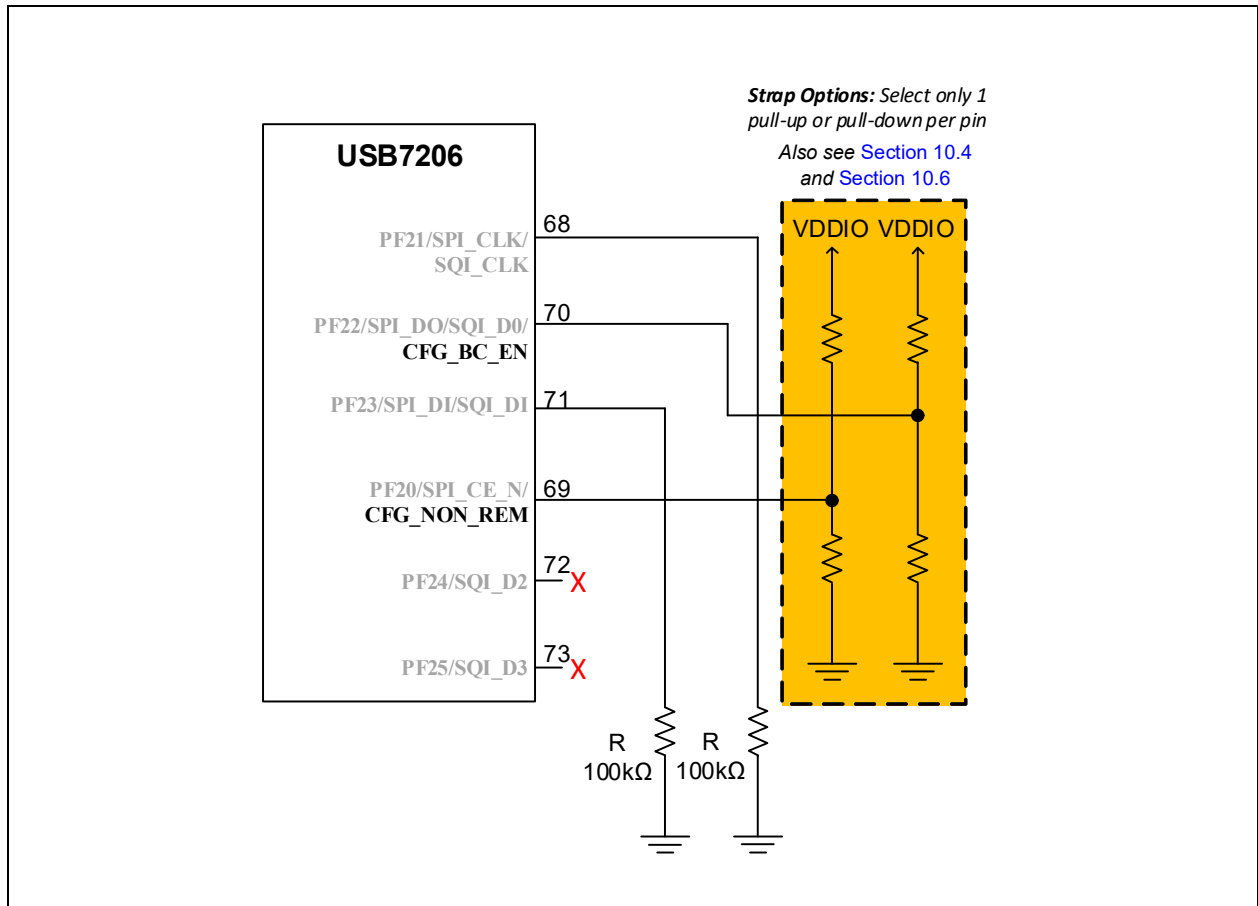 Strap Options: Select only 1
pull-up or pull-down per pin
Also see Section 10.4
and Section 10.6
USB7206
VDDIO VDDIO
68
PF21/SPI_CLK/
SQI_CLK
70
PF22/SPI_DO/SQI_D0/
CFG_BC_EN
71
PF23/SPI_DI/SQI_DI
69
PF20/SPI_CE_N/
CFG_NON_REM
72
PF24/SQI_D2
X
73
PF25/SQI_D3
X
R
100kΩ
R
100kΩ